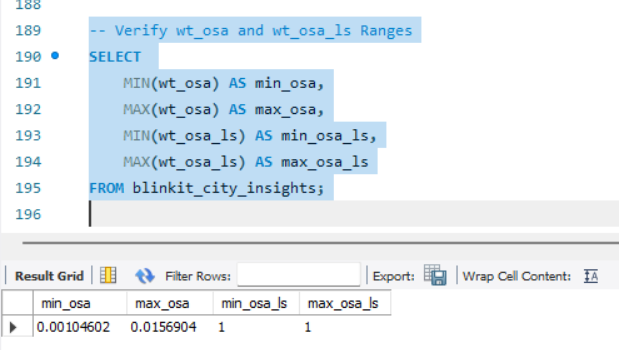 188
189 -- Verify wt_osa and wt_osa_ls Ranges
190 SELECT
191 MIN(wt_osa) AS min_osa,
192 MAX(wt_osa) AS max_osa,
193 MIN(wt_osa_ls) AS min_osa_ls,
194 MAX(wt_osa_ls) AS max_osa_ls
195 FROM blinkit_city_insights;
196
Result Grid Filter Rows: Export: Wrap Cell Content:
min_osa max_osa min_osa_ls max_osa_ls
0.00104602 0.0156904 1 1